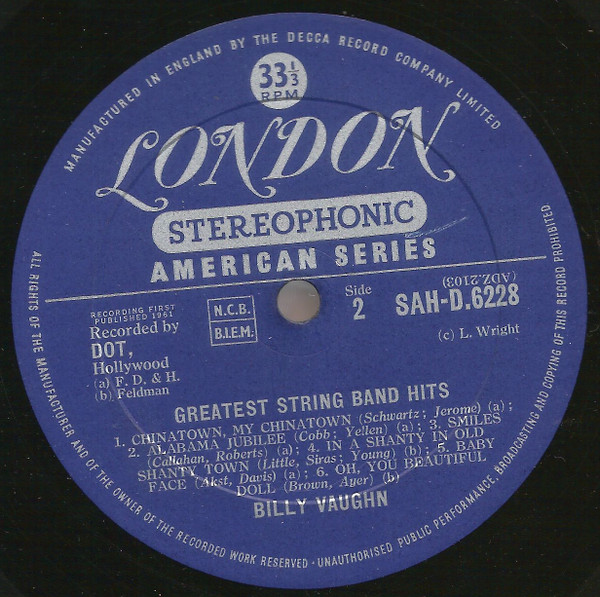 MANUFACTURED IN ENGLAND BY THE DECCA RECORD COMPANY LIMITED
33⅓
RPM
LONDON
STEREOPHONIC
AMERICAN SERIES
RECORDING FIRST
PUBLISHED 1961
Recorded by
DOT,
Hollywood
(a) F. D. & H.
(b) Feldman
N.C.B.
B.I.E.M.
Side
2
(ADZ.2103)
SAH-D.6228
(c) L. Wright
GREATEST STRING BAND HITS
1. CHINATOWN, MY CHINATOWN (Schwartz; Jerome) (a);
2. ALABAMA JUBILEE (Cobb; Yellen) (a); 3. SMILES
(Callahan, Roberts) (a); 4. IN A SHANTY IN OLD
SHANTY TOWN (Little, Siras; Young) (b); 5. BABY
FACE (Akst, Davis) (a); 6. OH, YOU BEAUTIFUL
DOLL (Brown, Ayer) (b)
BILLY VAUGHN
ALL RIGHTS OF THE MANUFACTURER AND OF THE OWNER OF THE RECORDED WORK RESERVED · UNAUTHORISED PUBLIC PERFORMANCE, BROADCASTING AND COPYING OF THIS RECORD PROHIBITED